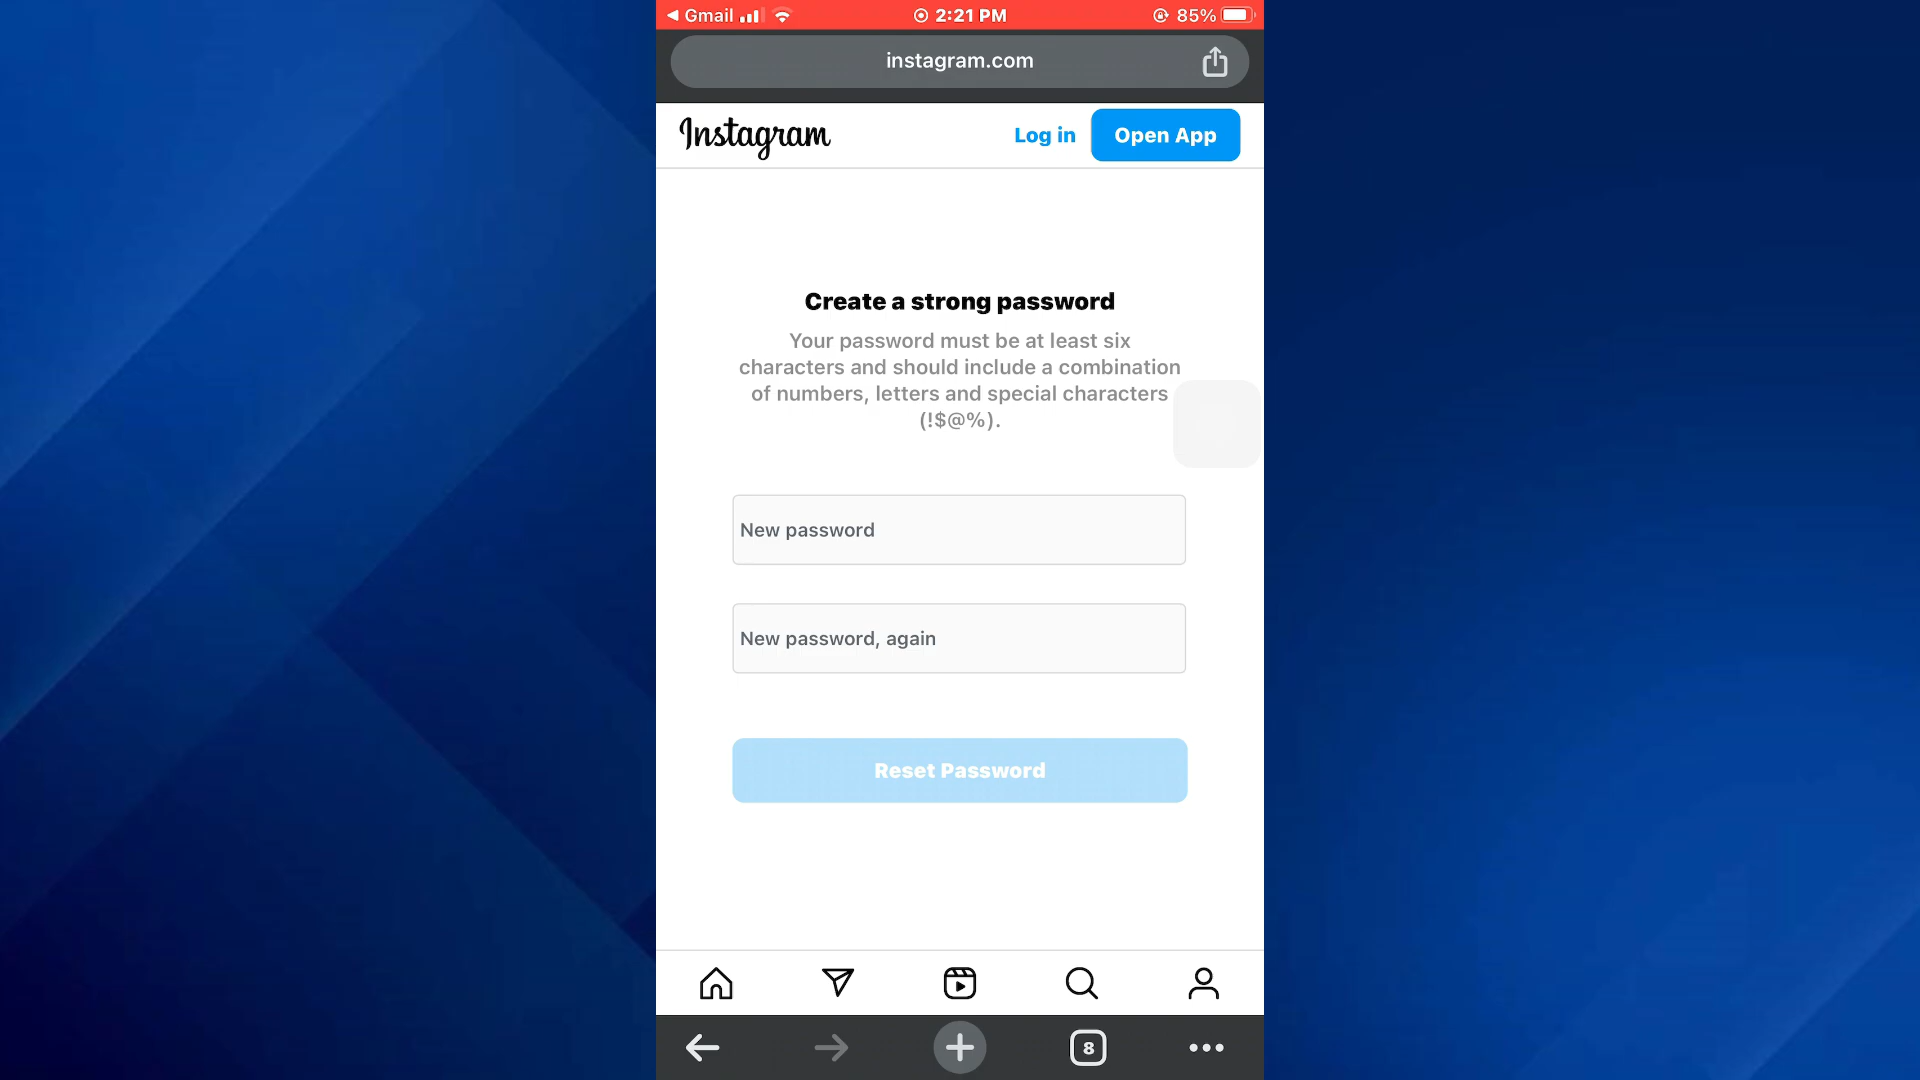 Gmail 2:21 PM 85%
instagram.com
Instagram Log in Open App
Create a strong password
Your password must be at least six
characters and should include a combination
of numbers, letters and special characters
(!$@%).
New password
New password, again
Reset Password
8